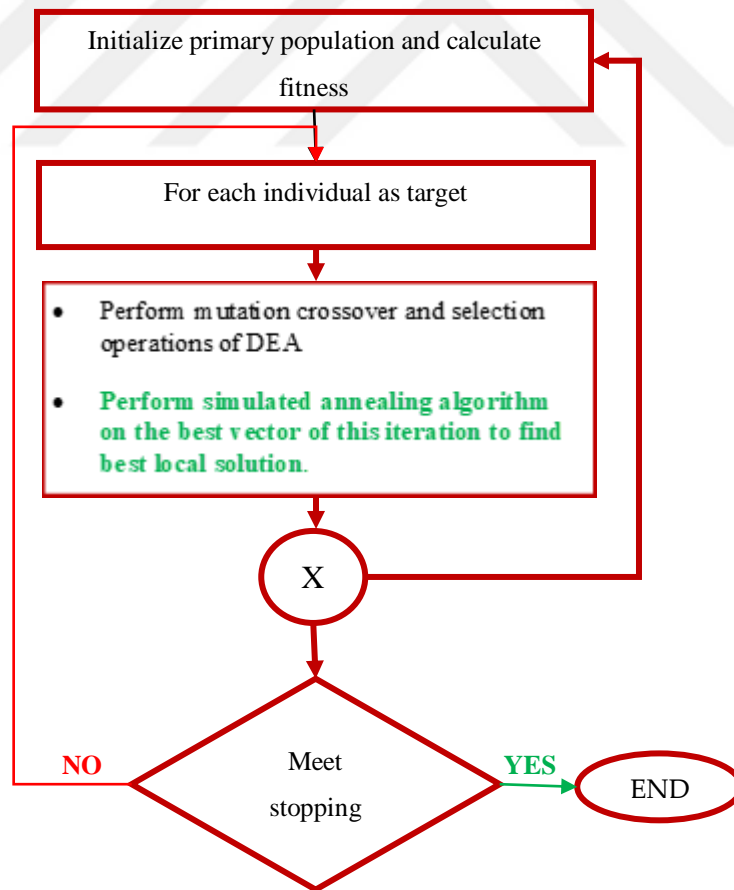 Initialize primary population and calculate
fitness
For each individual as target
• Perform mutation crossover and selection
operations of DEA
• Perform simulated annealing algorithm
on the best vector of this iteration to find
best local solution.
X
NO
Meet
stopping
YES
END